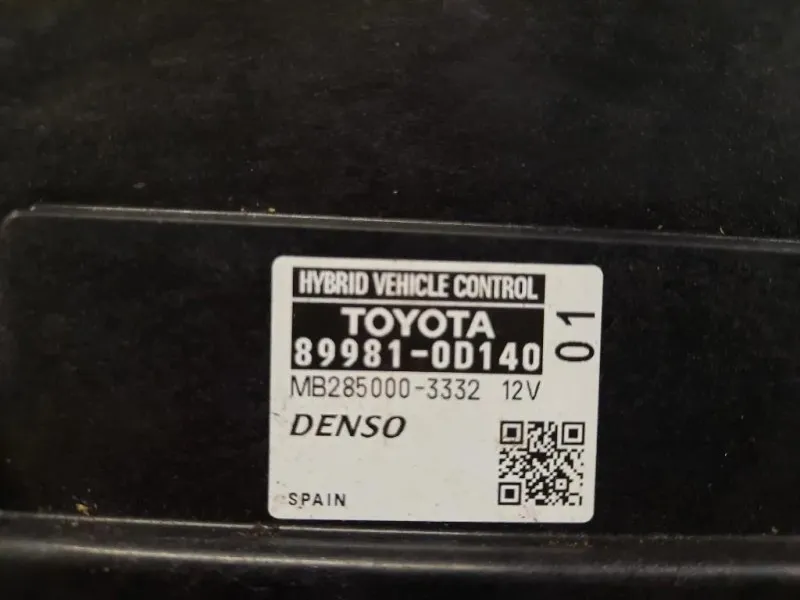 HYBRID VEHICLE CONTROL
TOYOTA
89981-0D140
01
MB285000-3332 12V
DENSO
SPAIN